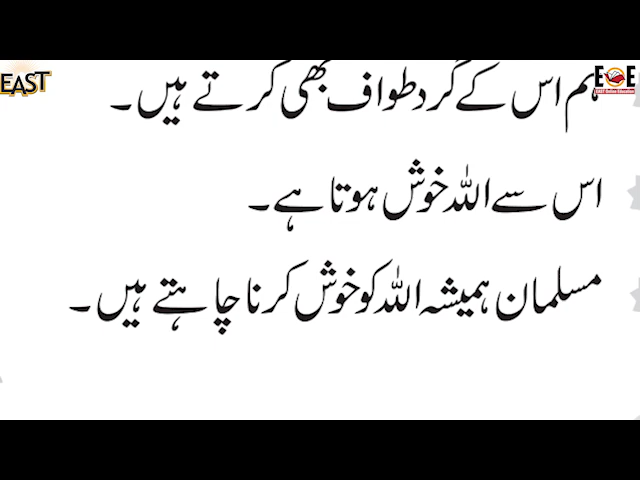 EAST
EOE
ہم اس کے گرد طواف بھی کرتے ہیں۔
اس سے اللہ خوش ہوتا ہے۔
مسلمان ہمیشہ اللہ کو خوش کرنا چاہتے ہیں۔